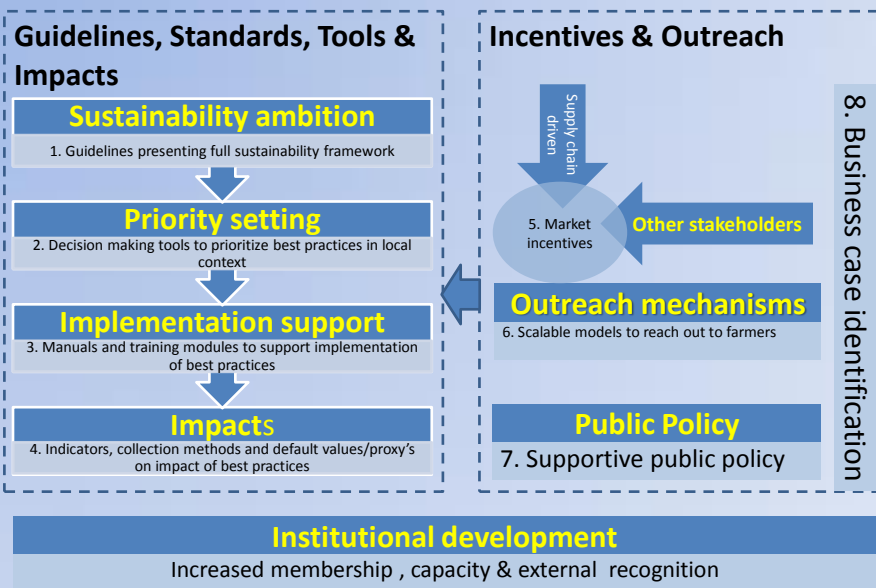 Guidelines, Standards, Tools &
Impacts
Sustainability ambition
1. Guidelines presenting full sustainability framework
Priority setting
2. Decision making tools to prioritize best practices in local
context
Implementation support
3. Manuals and training modules to support implementation
of best practices
Impacts
4. Indicators, collection methods and default values/proxy's
on impact of best practices
Incentives & Outreach
Supply chain
driven
5. Market
incentives
Other stakeholders
Outreach mechanisms
6. Scalable models to reach out to farmers
Public Policy
7. Supportive public policy
8. Business case identification
Institutional development
Increased membership , capacity & external recognition